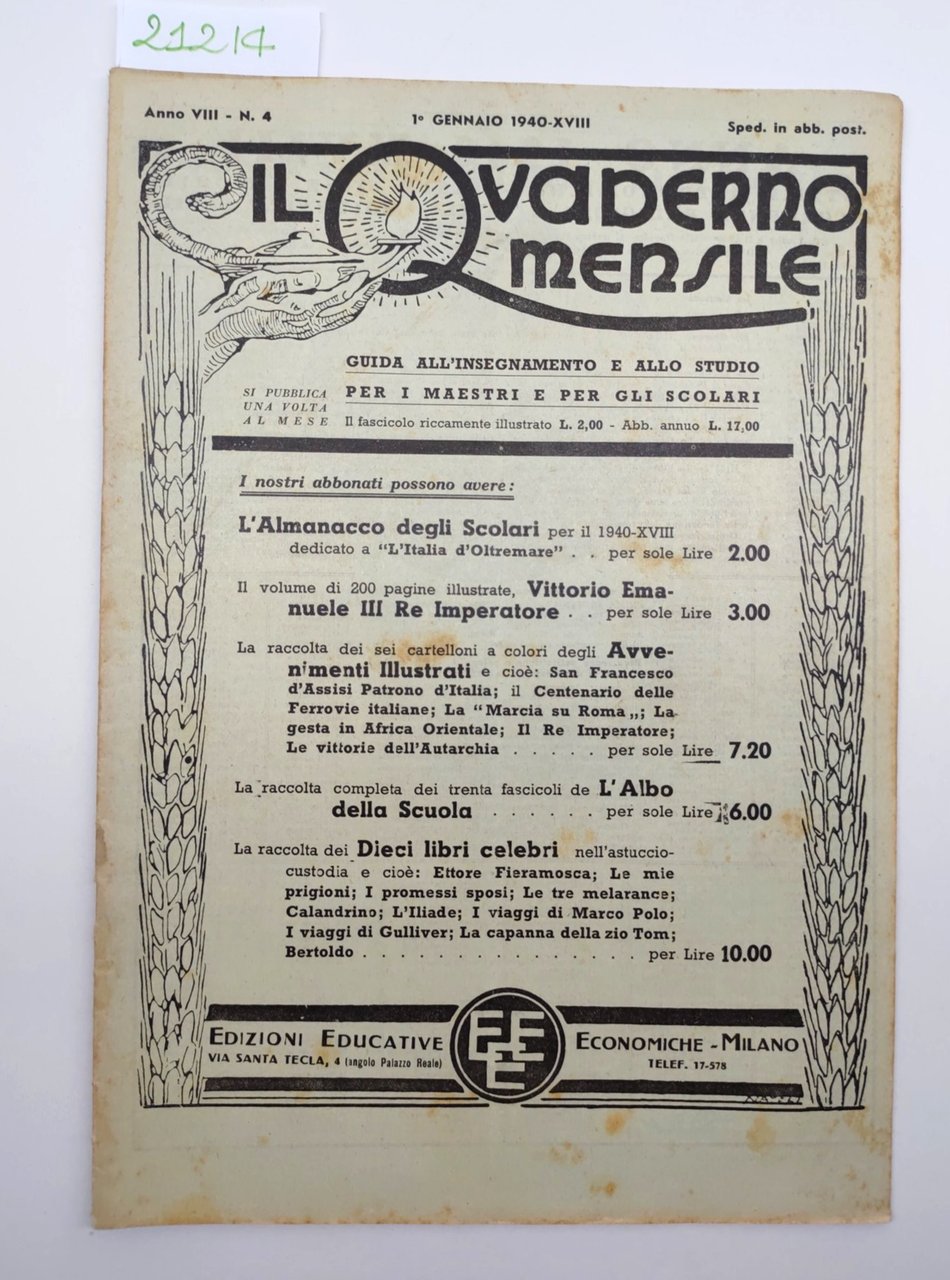 21214
Anno VIII - N. 4
1° GENNAIO 1940-XVIII
Sped. in abb. post.
IL QVADERNO
MENSILE
GUIDA ALL'INSEGNAMENTO E ALLO STUDIO
PER I MAESTRI E PER GLI SCOLARI
SI PUBBLICA
UNA VOLTA
AL MESE
Il fascicolo riccamente illustrato L. 2,00 - Abb. annuo L. 17,00
I nostri abbonati possono avere:
L'Almanacco degli Scolari per il 1940-XVIII
dedicato a "L'Italia d'Oltremare" . . per sole Lire 2.00
Il volume di 200 pagine illustrate, Vittorio Ema-
nuele III Re Imperatore . . per sole Lire 3.00
La raccolta dei sei cartelloni a colori degli Avve-
nimenti Illustrati e cioè: San Francesco
d'Assisi Patrono d'Italia; il Centenario delle
Ferrovie italiane; La "Marcia su Roma„; La
gesta in Africa Orientale; Il Re Imperatore;
Le vittorie dell'Autarchia . . . . . per sole Lire 7.20
La raccolta completa dei trenta fascicoli de L'Albo
della Scuola . . . . . . per sole Lire 6.00
La raccolta dei Dieci libri celebri nell'astuccio-
custodia e cioè: Ettore Fieramosca; Le mie
prigioni; I promessi sposi; Le tre melarance;
Calandrino; L'Iliade; I viaggi di Marco Polo;
I viaggi di Gulliver; La capanna della zio Tom;
Bertoldo . . . . . . . . . . . . . . . per Lire 10.00
EDIZIONI EDUCATIVE
VIA SANTA TECLA, 4 (angolo Palazzo Reale)
EEE
ECONOMICHE - MILANO
TELEF. 17-578